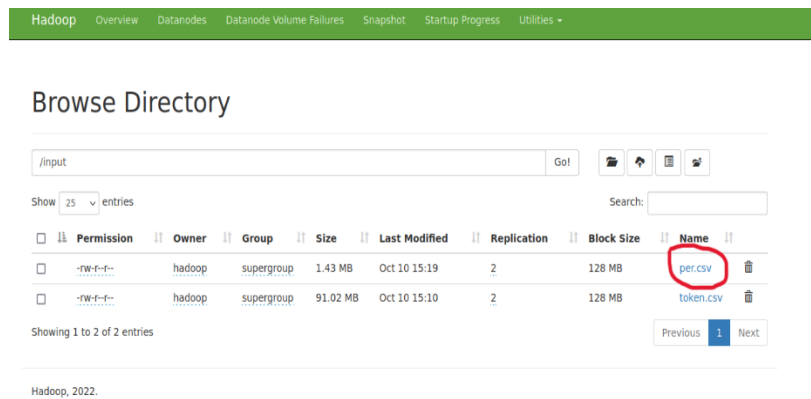 Hadoop Overview Datanodes Datanode Volume Failures Snapshot Startup Progress Utilities
Browse Directory
/input Go!
Show 25 entries Search:
Permission Owner Group Size Last Modified Replication Block Size Name
-rw-r--r-- hadoop supergroup 1.43 MB Oct 10 15:19 2 128 MB per.csv
-rw-r--r-- hadoop supergroup 91.02 MB Oct 10 15:10 2 128 MB token.csv
Showing 1 to 2 of 2 entries Previous 1 Next
Hadoop, 2022.